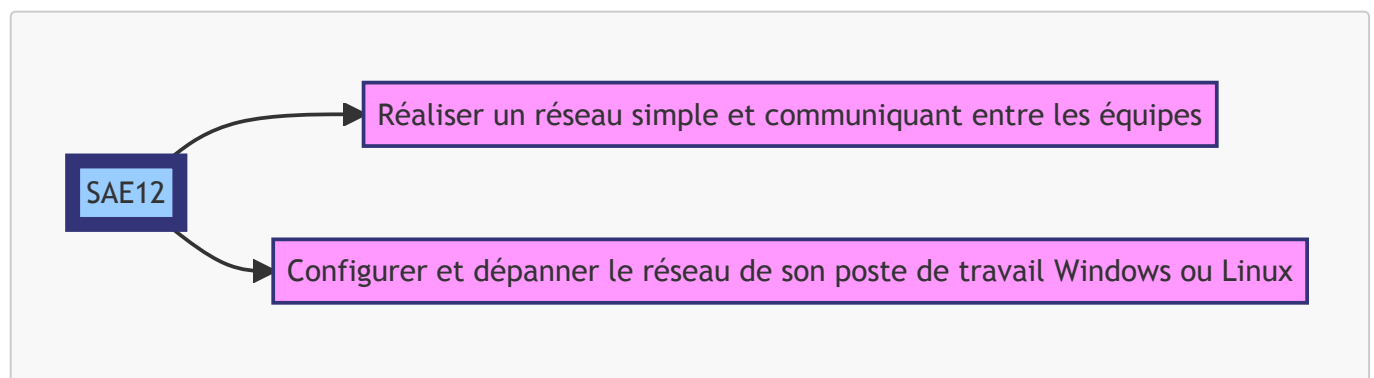 Réaliser un réseau simple et communiquant entre les équipes
SAE12
Configurer et dépanner le réseau de son poste de travail Windows ou Linux